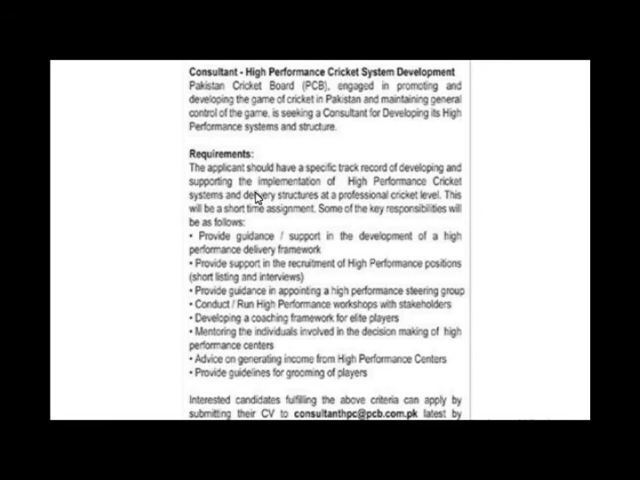 Consultant - High Performance Cricket System Development
Pakistan Cricket Board (PCB), engaged in promoting and
developing the game of cricket in Pakistan and maintaining general
control of the game, is seeking a Consultant for Developing its High
Performance systems and structure.
Requirements:
The applicant should have a specific track record of developing and
supporting the implementation of High Performance Cricket
systems and delivery structures at a professional cricket level. This
will be a short time assignment. Some of the key responsibilities will
be as follows:
• Provide guidance / support in the development of a high
performance delivery framework
• Provide support in the recruitment of High Performance positions
(short listing and interviews)
• Provide guidance in appointing a high performance steering group
• Conduct / Run High Performance workshops with stakeholders
• Developing a coaching framework for elite players
• Mentoring the individuals involved in the decision making of high
performance centers
• Advice on generating income from High Performance Centers
• Provide guidelines for grooming of players
Interested candidates fulfilling the above criteria can apply by
submitting their CV to consultanthpc@pcb.com.pk latest by